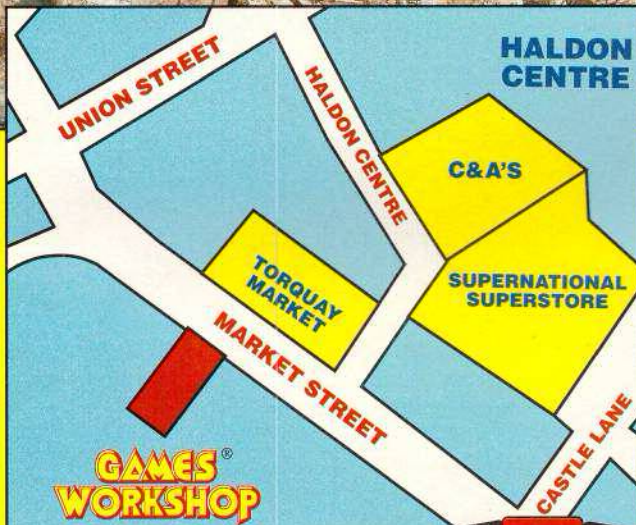 HALDON
CENTRE
UNION STREET
HALDON CENTRE
C&A'S
SUPERNATIONAL
SUPERSTORE
TORQUAY
MARKET
MARKET STREET
CASTLE LANE
GAMES®
WORKSHOP